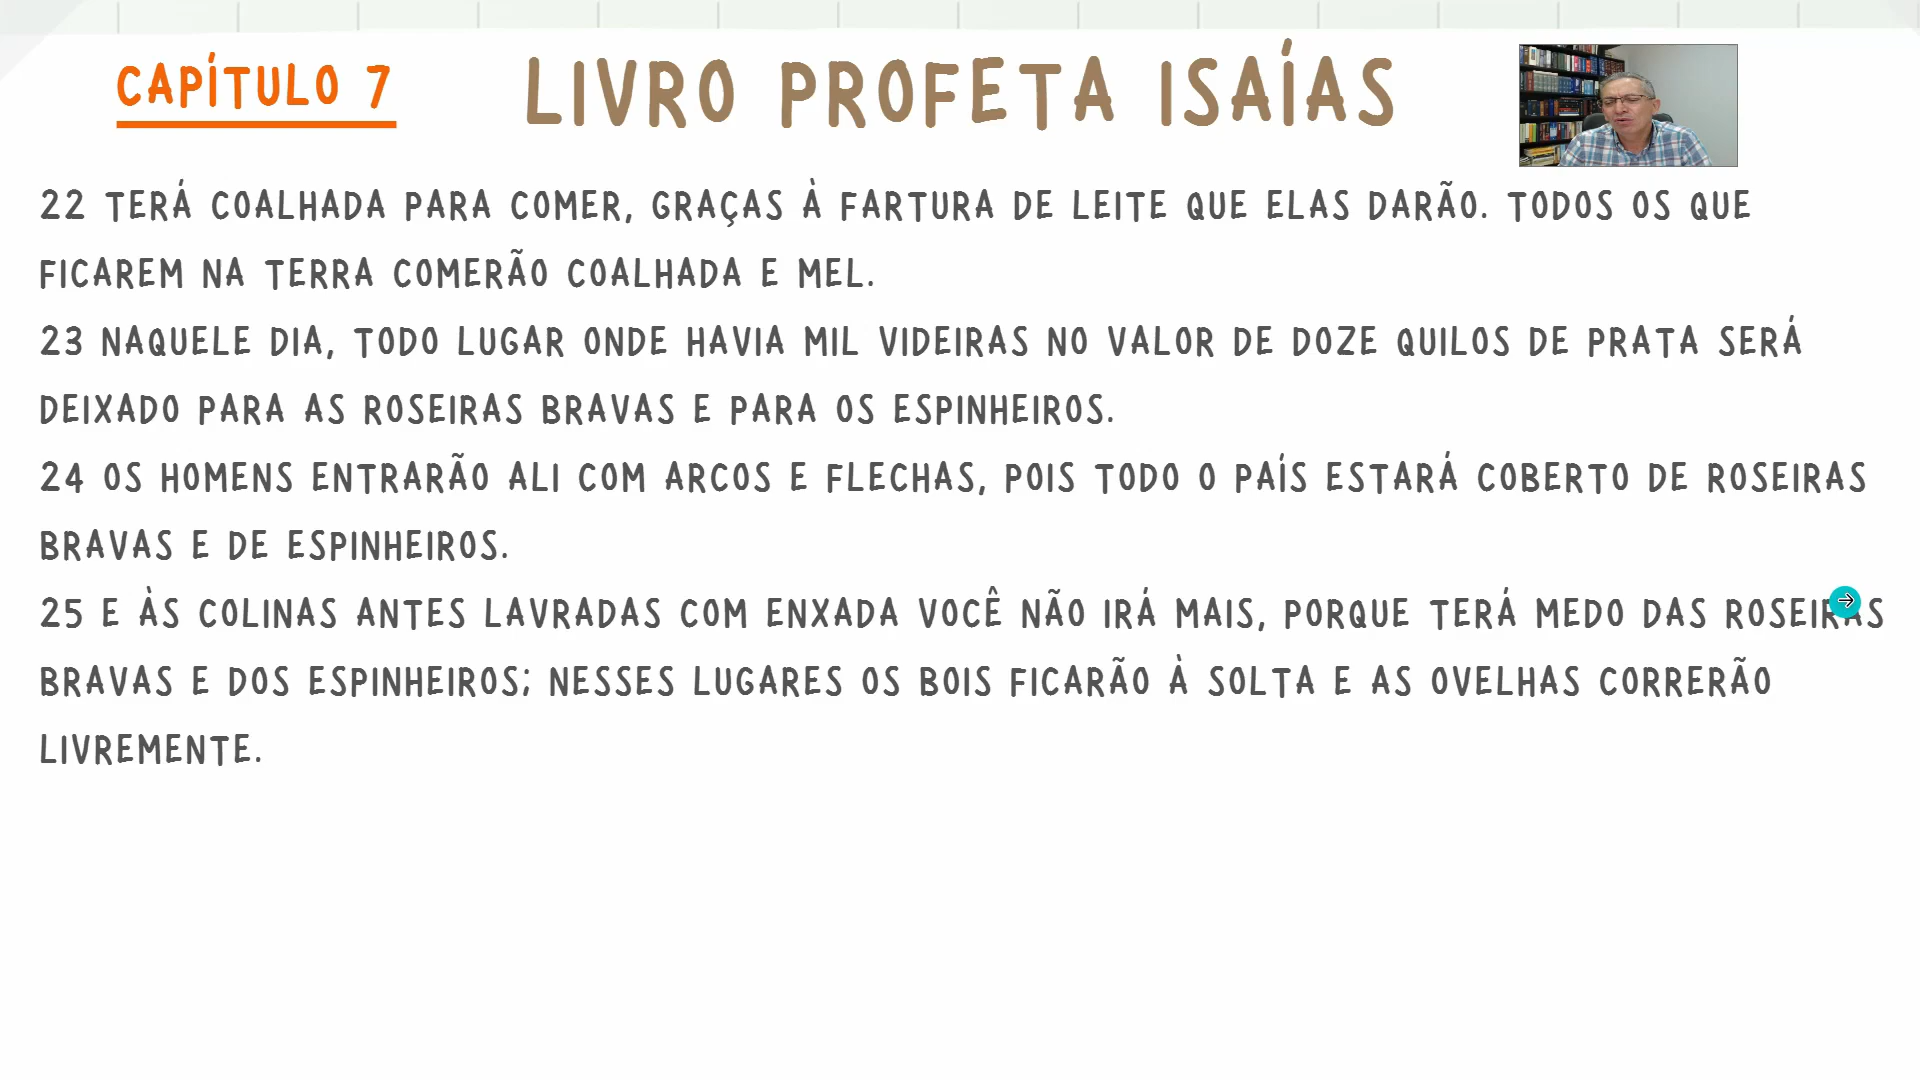 CAPÍTULO 7
LIVRO PROFETA ISAÍAS
22 TERÁ COALHADA PARA COMER, GRAÇAS À FARTURA DE LEITE QUE ELAS DARÃO. TODOS OS QUE
FICAREM NA TERRA COMERÃO COALHADA E MEL.
23 NAQUELE DIA, TODO LUGAR ONDE HAVIA MIL VIDEIRAS NO VALOR DE DOZE QUILOS DE PRATA SERÁ
DEIXADO PARA AS ROSEIRAS BRAVAS E PARA OS ESPINHEIROS.
24 OS HOMENS ENTRARÃO ALI COM ARCOS E FLECHAS, POIS TODO O PAÍS ESTARÁ COBERTO DE ROSEIRAS
BRAVAS E DE ESPINHEIROS.
25 E ÀS COLINAS ANTES LAVRADAS COM ENXADA VOCÊ NÃO IRÁ MAIS, PORQUE TERÁ MEDO DAS ROSEIRAS
BRAVAS E DOS ESPINHEIROS; NESSES LUGARES OS BOIS FICARÃO À SOLTA E AS OVELHAS CORRERÃO
LIVREMENTE.